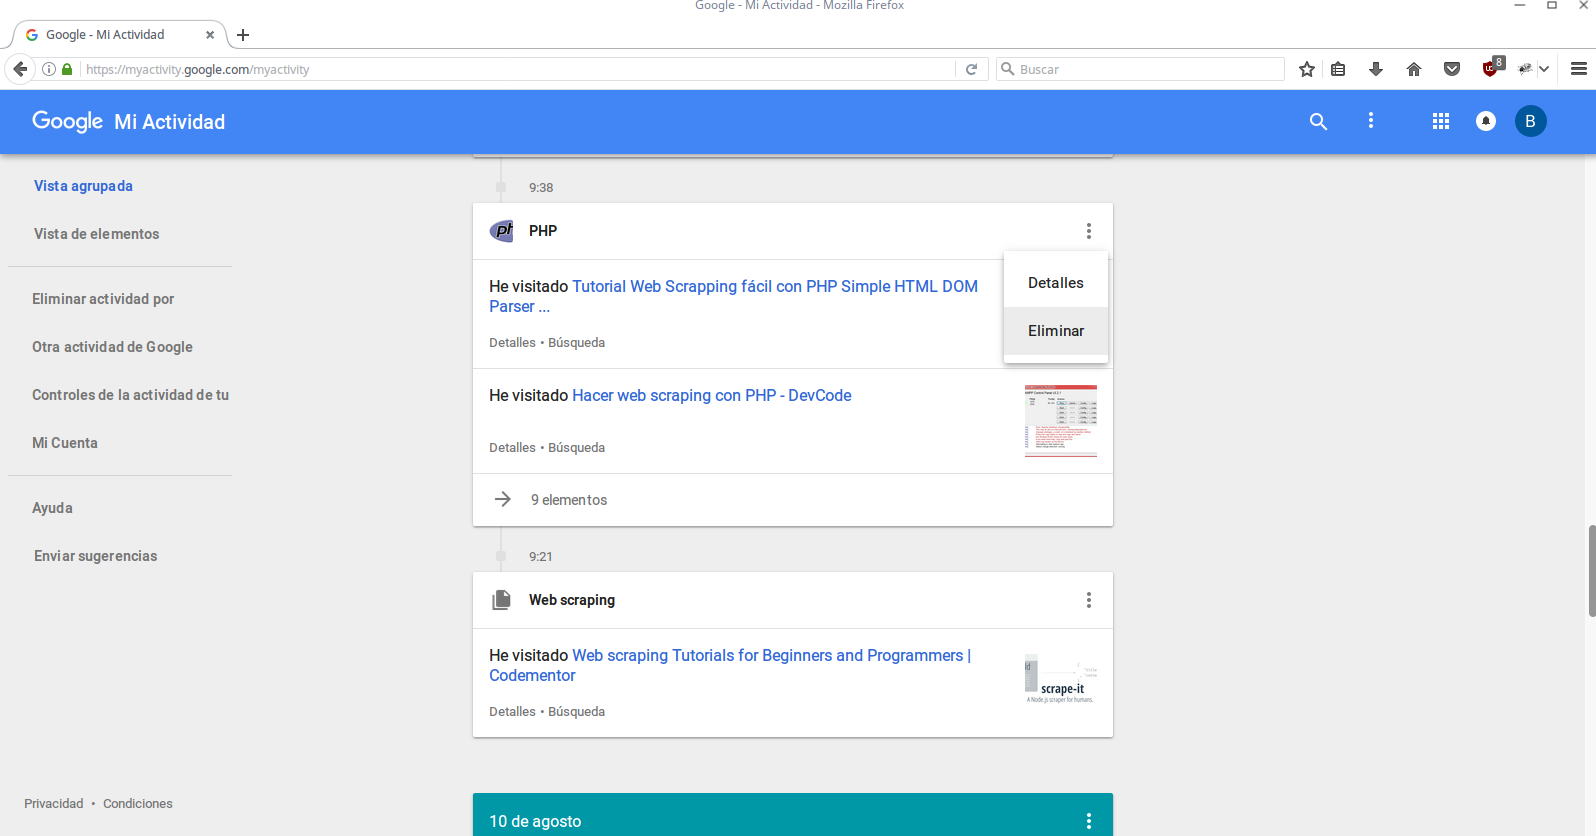 Google - Mi Actividad - Mozilla Firefox
Google - Mi Actividad
https://myactivity.google.com/myactivity
Buscar
8
Google Mi Actividad
B
Vista agrupada
Vista de elementos
Eliminar actividad por
Otra actividad de Google
Controles de la actividad de tu
Mi Cuenta
Ayuda
Enviar sugerencias
Privacidad • Condiciones
9:38
PHP
Detalles
Eliminar
He visitado Tutorial Web Scrapping fácil con PHP Simple HTML DOM
Parser ...
Detalles • Búsqueda
He visitado Hacer web scraping con PHP - DevCode
Detalles • Búsqueda
9 elementos
9:21
Web scraping
He visitado Web scraping Tutorials for Beginners and Programmers |
Codementor
scrape-it
A Node.js scraper for humans.
Detalles • Búsqueda
10 de agosto